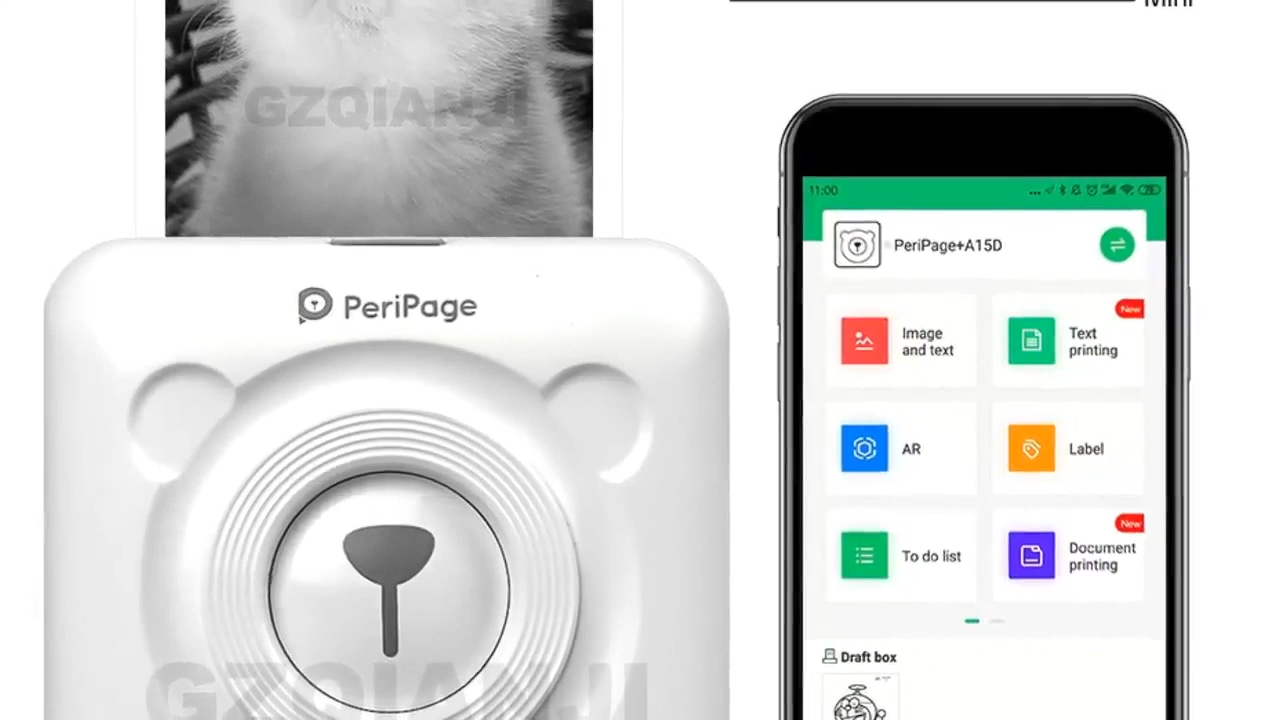 Mini
GZQIANJI
PeriPage
GZQIANJI
11:00
PeriPage+A15D
Image
and text
New
Text
printing
AR
Label
To do list
New
Document
printing
Draft box